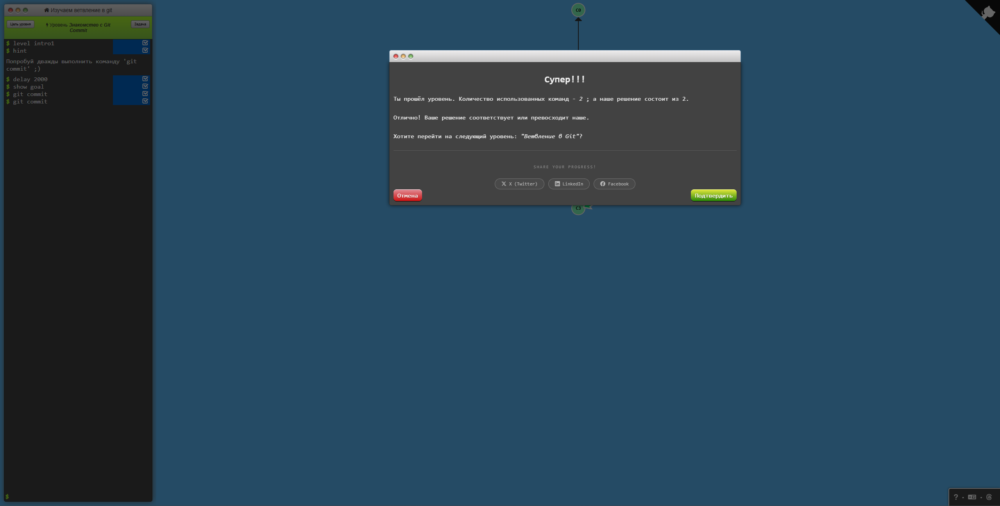 Изучаем ветвление в git
Цель уровня
Уровень Знакомство с Git
Commit
Задача
$ level intro1
$ hint
Попробуй дважды выполнить команду 'git
commit' ;)
$ delay 2000
$ show goal
$ git commit
$ git commit
$
C0
Супер!!!
Ты прошёл уровень. Количество использованных команд - 2 ; а наше решение состоит из 2.
Отлично! Ваше решение соответствует или превосходит наше.
Хотите перейти на следующий уровень: "Ветвление в Git"?
SHARE YOUR PROGRESS!
X (Twitter)
LinkedIn
Facebook
Отмена
Подтвердить
C3